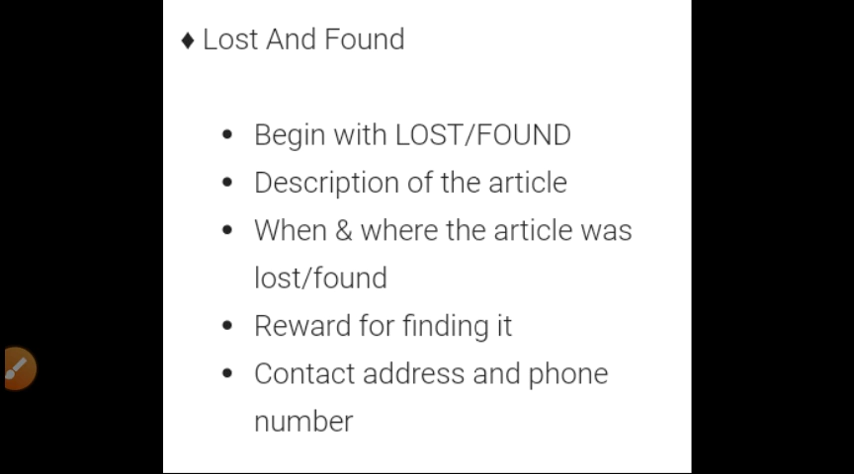 ♦ Lost And Found
• Begin with LOST/FOUND
• Description of the article
• When & where the article was
lost/found
• Reward for finding it
• Contact address and phone
number